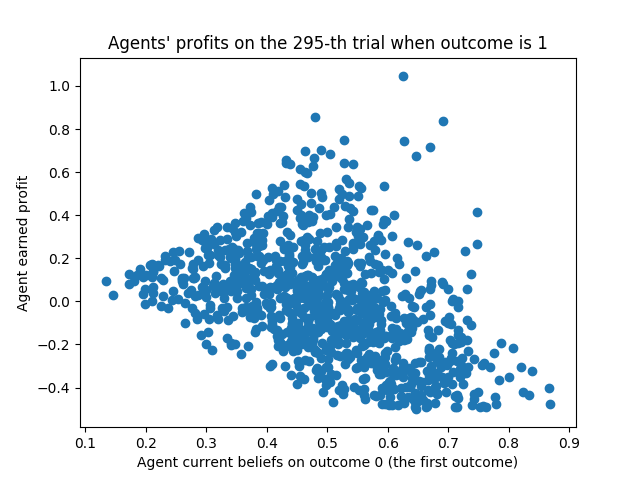 Agents' profits on the 295-th trial when outcome is 1
1.0
0.8
0.6
0.4
0.2
0.0
−0.2
−0.4
Agent earned profit
0.1 0.2 0.3 0.4 0.5 0.6 0.7 0.8 0.9
Agent current beliefs on outcome 0 (the first outcome)